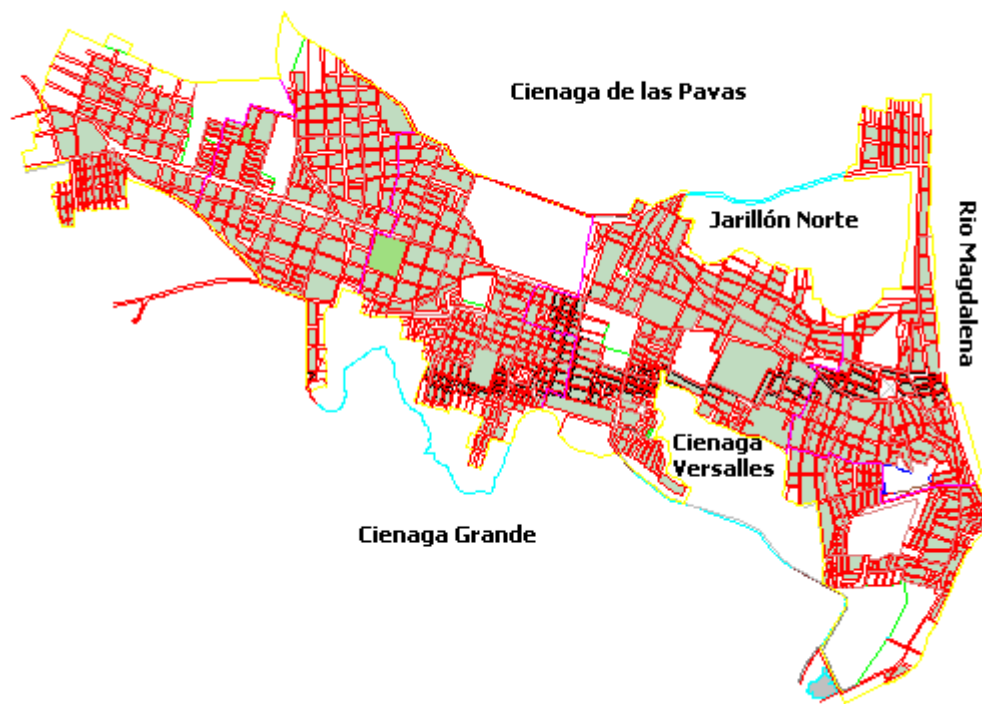 Cienaga de las Pavas
Jarillón Norte
Rio Magdalena
Cienaga
Versalles
Cienaga Grande